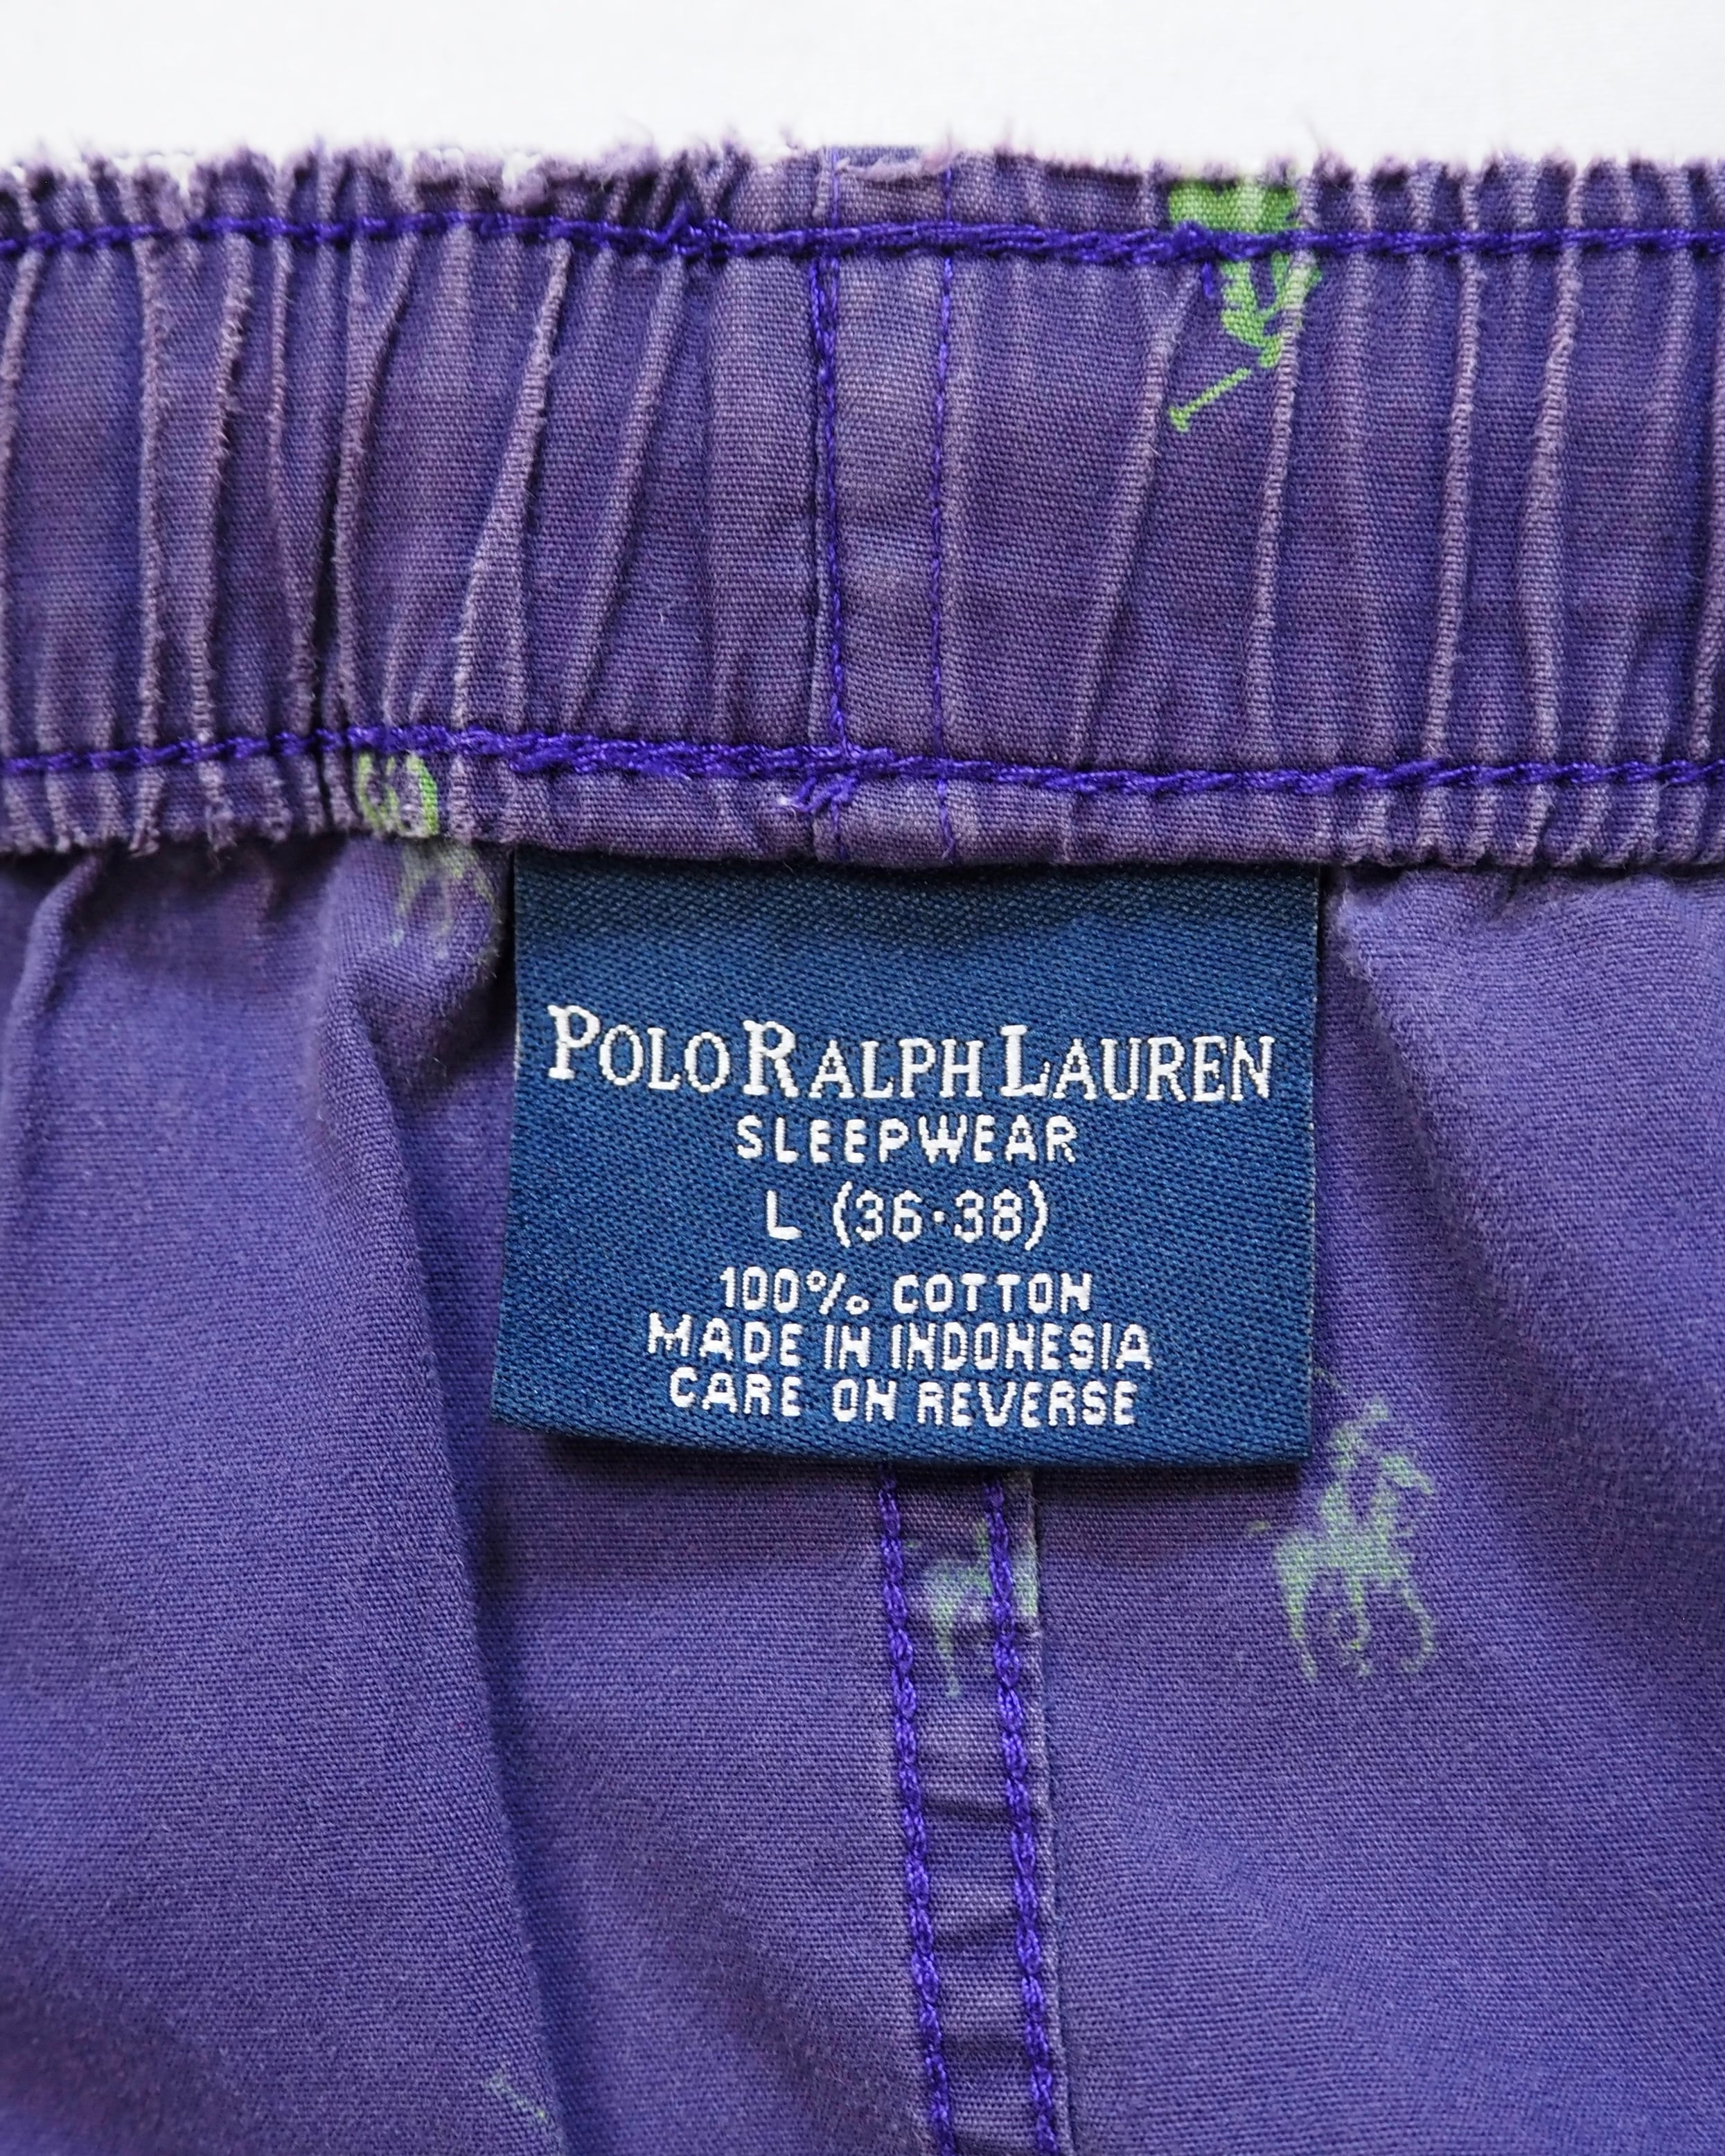 POLO RALPH LAUREN
SLEEPWEAR
L (36·38)
100% COTTON
MADE IN INDONESIA
CARE ON REVERSE